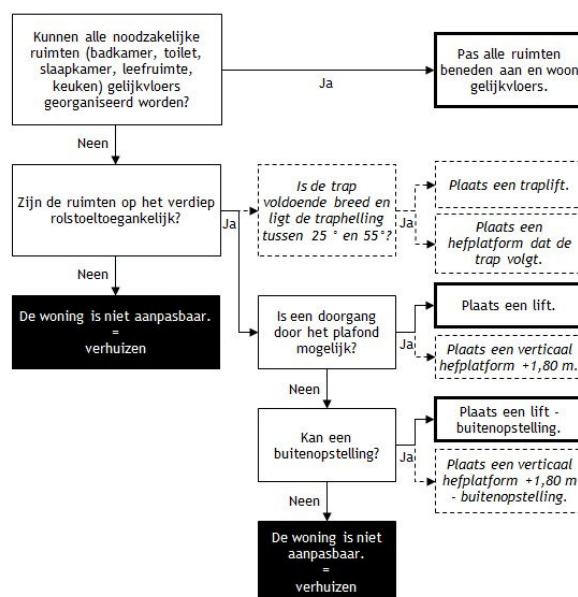 Kunnen alle noodzakelijke
ruimten (badkamer, toilet,
slaapkamer, leefruimte,
keuken) gelijkvloers
georganiseerd worden?
Ja
Pas alle ruimten
beneden aan en woon
gelijkvloers.
Neen
Zijn de ruimten op het verdiep
rolstoeltoegankelijk?
Ja
Is de trap
voldoende breed en
ligt de traphelling
tussen 25 ° en 55°?
Ja
Plaats een traplift.
Plaats een
hefplatform dat de
trap volgt.
Neen
De woning is niet aanpasbaar.
=
verhuizen
Is een doorgang
door het plafond
mogelijk?
Ja
Plaats een lift.
Plaats een verticaal
hefplatform +1,80 m.
Neen
Kan een
buitenopstelling?
Ja
Plaats een lift -
buitenopstelling.
Plaats een verticaal
hefplatform +1,80 m
- buitenopstelling.
Neen
De woning is niet
aanpasbaar.
=
verhuizen